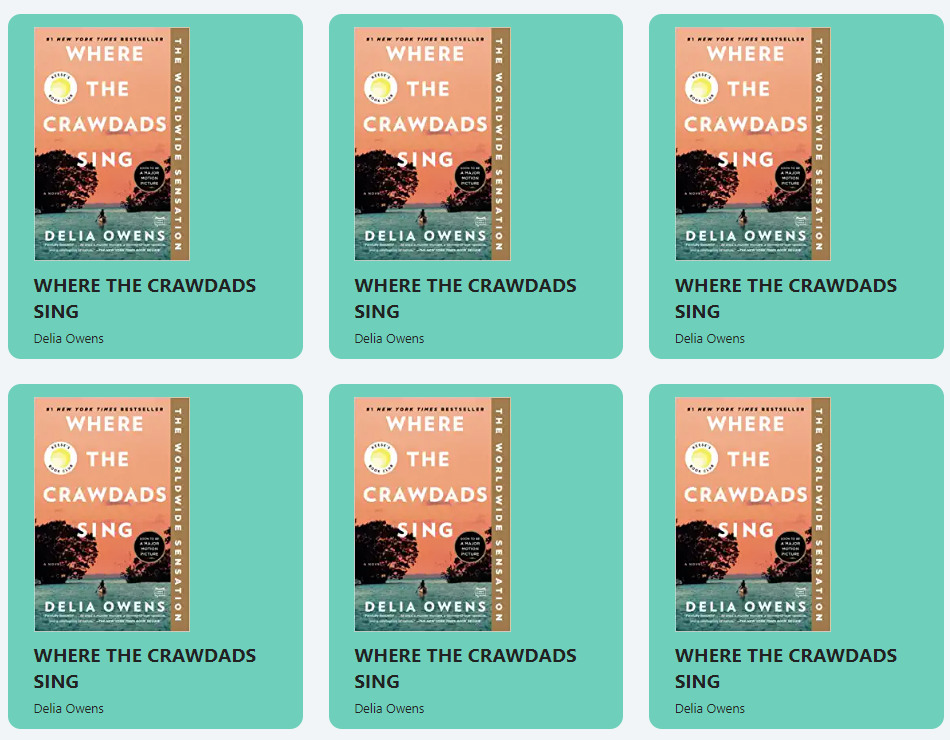 #1 NEW YORK TIMES BESTSELLER
WHERE
THE
CRAWDADS
SING
REESE'S
BOOK CLUB
SOON TO BE
A MAJOR
MOTION
PICTURE
A NOVEL
DELIA OWENS
THE WORLDWIDE SENSATION
WHERE THE CRAWDADS
SING
Delia Owens
#1 NEW YORK TIMES BESTSELLER
WHERE
THE
CRAWDADS
SING
REESE'S
BOOK CLUB
SOON TO BE
A MAJOR
MOTION
PICTURE
A NOVEL
DELIA OWENS
THE WORLDWIDE SENSATION
WHERE THE CRAWDADS
SING
Delia Owens
#1 NEW YORK TIMES BESTSELLER
WHERE
THE
CRAWDADS
SING
REESE'S
BOOK CLUB
SOON TO BE
A MAJOR
MOTION
PICTURE
A NOVEL
DELIA OWENS
THE WORLDWIDE SENSATION
WHERE THE CRAWDADS
SING
Delia Owens
#1 NEW YORK TIMES BESTSELLER
WHERE
THE
CRAWDADS
SING
REESE'S
BOOK CLUB
SOON TO BE
A MAJOR
MOTION
PICTURE
A NOVEL
DELIA OWENS
THE WORLDWIDE SENSATION
WHERE THE CRAWDADS
SING
Delia Owens
#1 NEW YORK TIMES BESTSELLER
WHERE
THE
CRAWDADS
SING
REESE'S
BOOK CLUB
SOON TO BE
A MAJOR
MOTION
PICTURE
A NOVEL
DELIA OWENS
THE WORLDWIDE SENSATION
WHERE THE CRAWDADS
SING
Delia Owens
#1 NEW YORK TIMES BESTSELLER
WHERE
THE
CRAWDADS
SING
REESE'S
BOOK CLUB
SOON TO BE
A MAJOR
MOTION
PICTURE
A NOVEL
DELIA OWENS
THE WORLDWIDE SENSATION
WHERE THE CRAWDADS
SING
Delia Owens